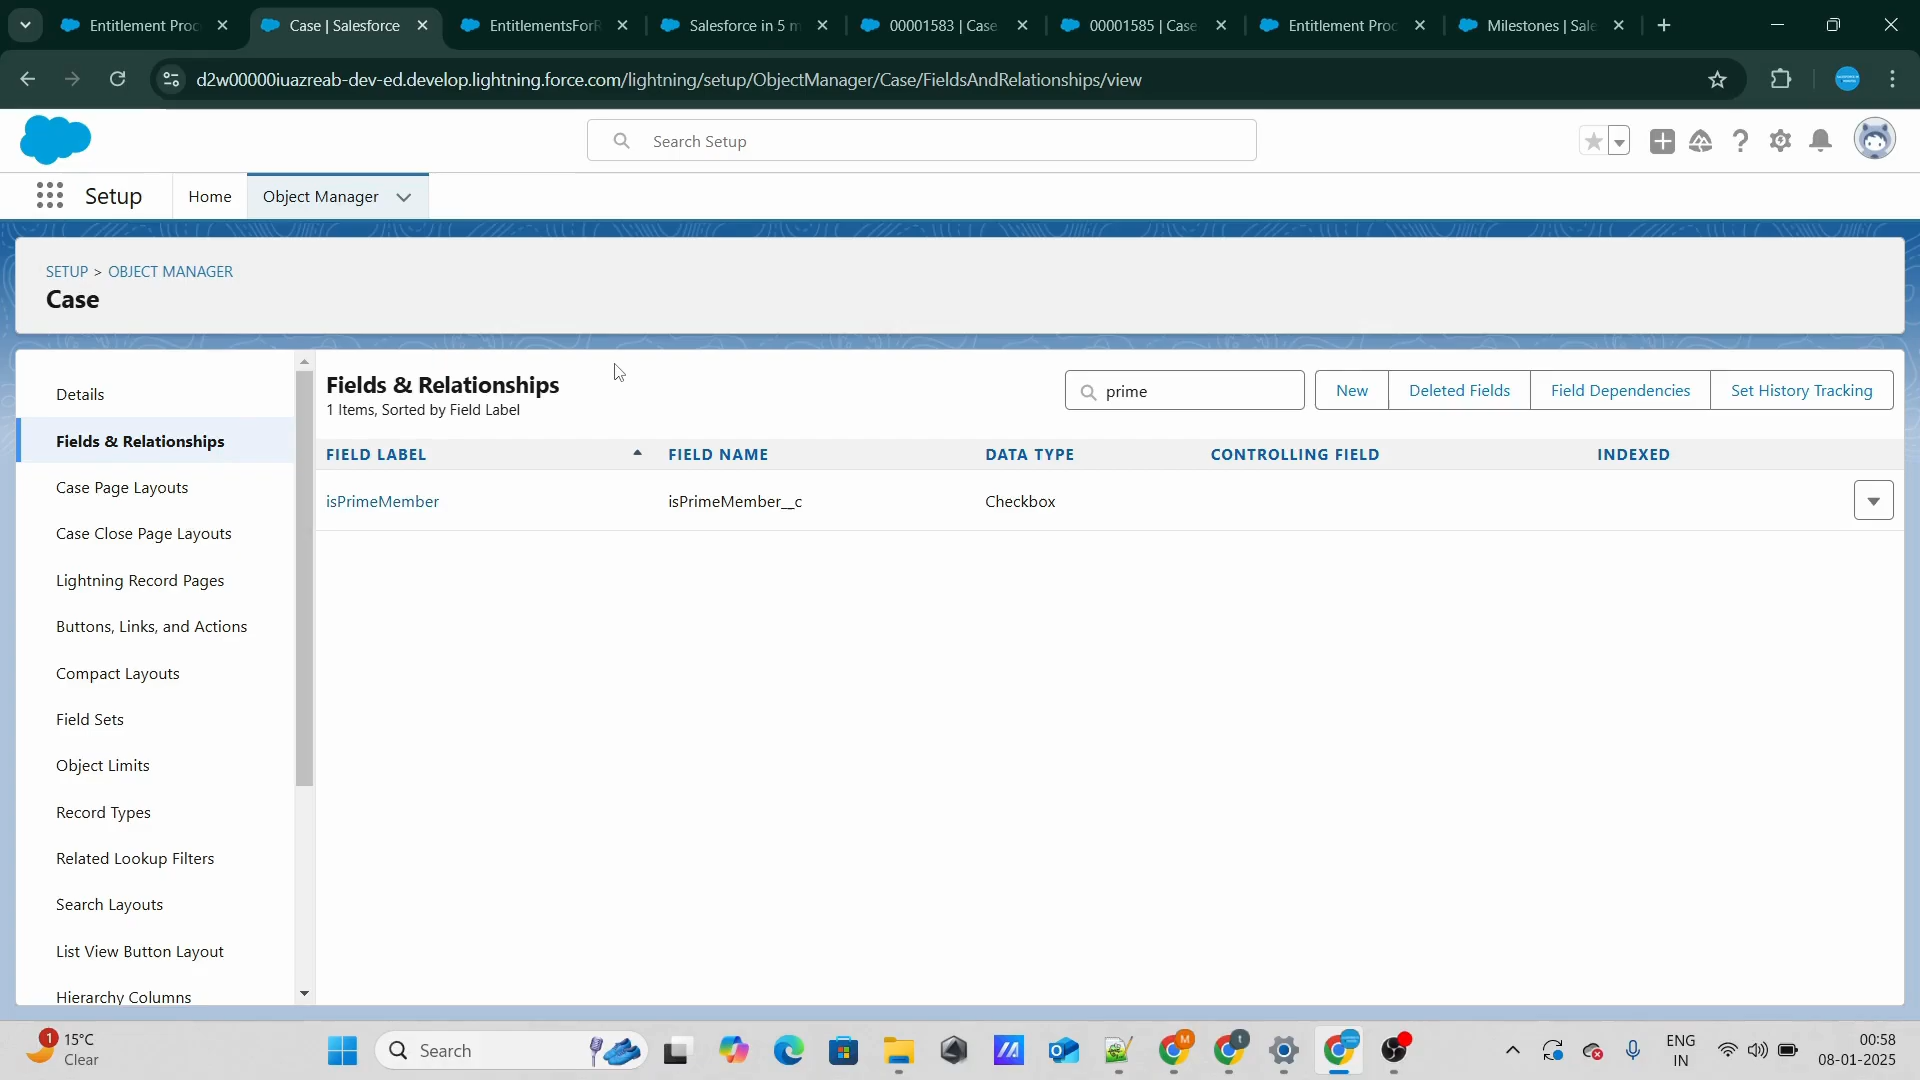 Entitlement Proc
Case | Salesforce
EntitlementsForR
Salesforce in 5 m
00001583 | Case
00001585 | Case
Entitlement Proc
Milestones | Sale
d2w00000iuazreab-dev-ed.develop.lightning.force.com/lightning/setup/ObjectManager/Case/FieldsAndRelationships/view
Search Setup
Setup
Home
Object Manager
SETUP > OBJECT MANAGER
Case
Details
Fields & Relationships
Case Page Layouts
Case Close Page Layouts
Lightning Record Pages
Buttons, Links, and Actions
Compact Layouts
Field Sets
Object Limits
Record Types
Related Lookup Filters
Search Layouts
List View Button Layout
Hierarchy Columns
Fields & Relationships
1 Items, Sorted by Field Label
prime
New
Deleted Fields
Field Dependencies
Set History Tracking
FIELD LABEL FIELD NAME DATA TYPE CONTROLLING FIELD INDEXED
isPrimeMember isPrimeMember__c Checkbox
1
15°C
Clear
Search
M
t
ENG
IN
00:58
08-01-2025